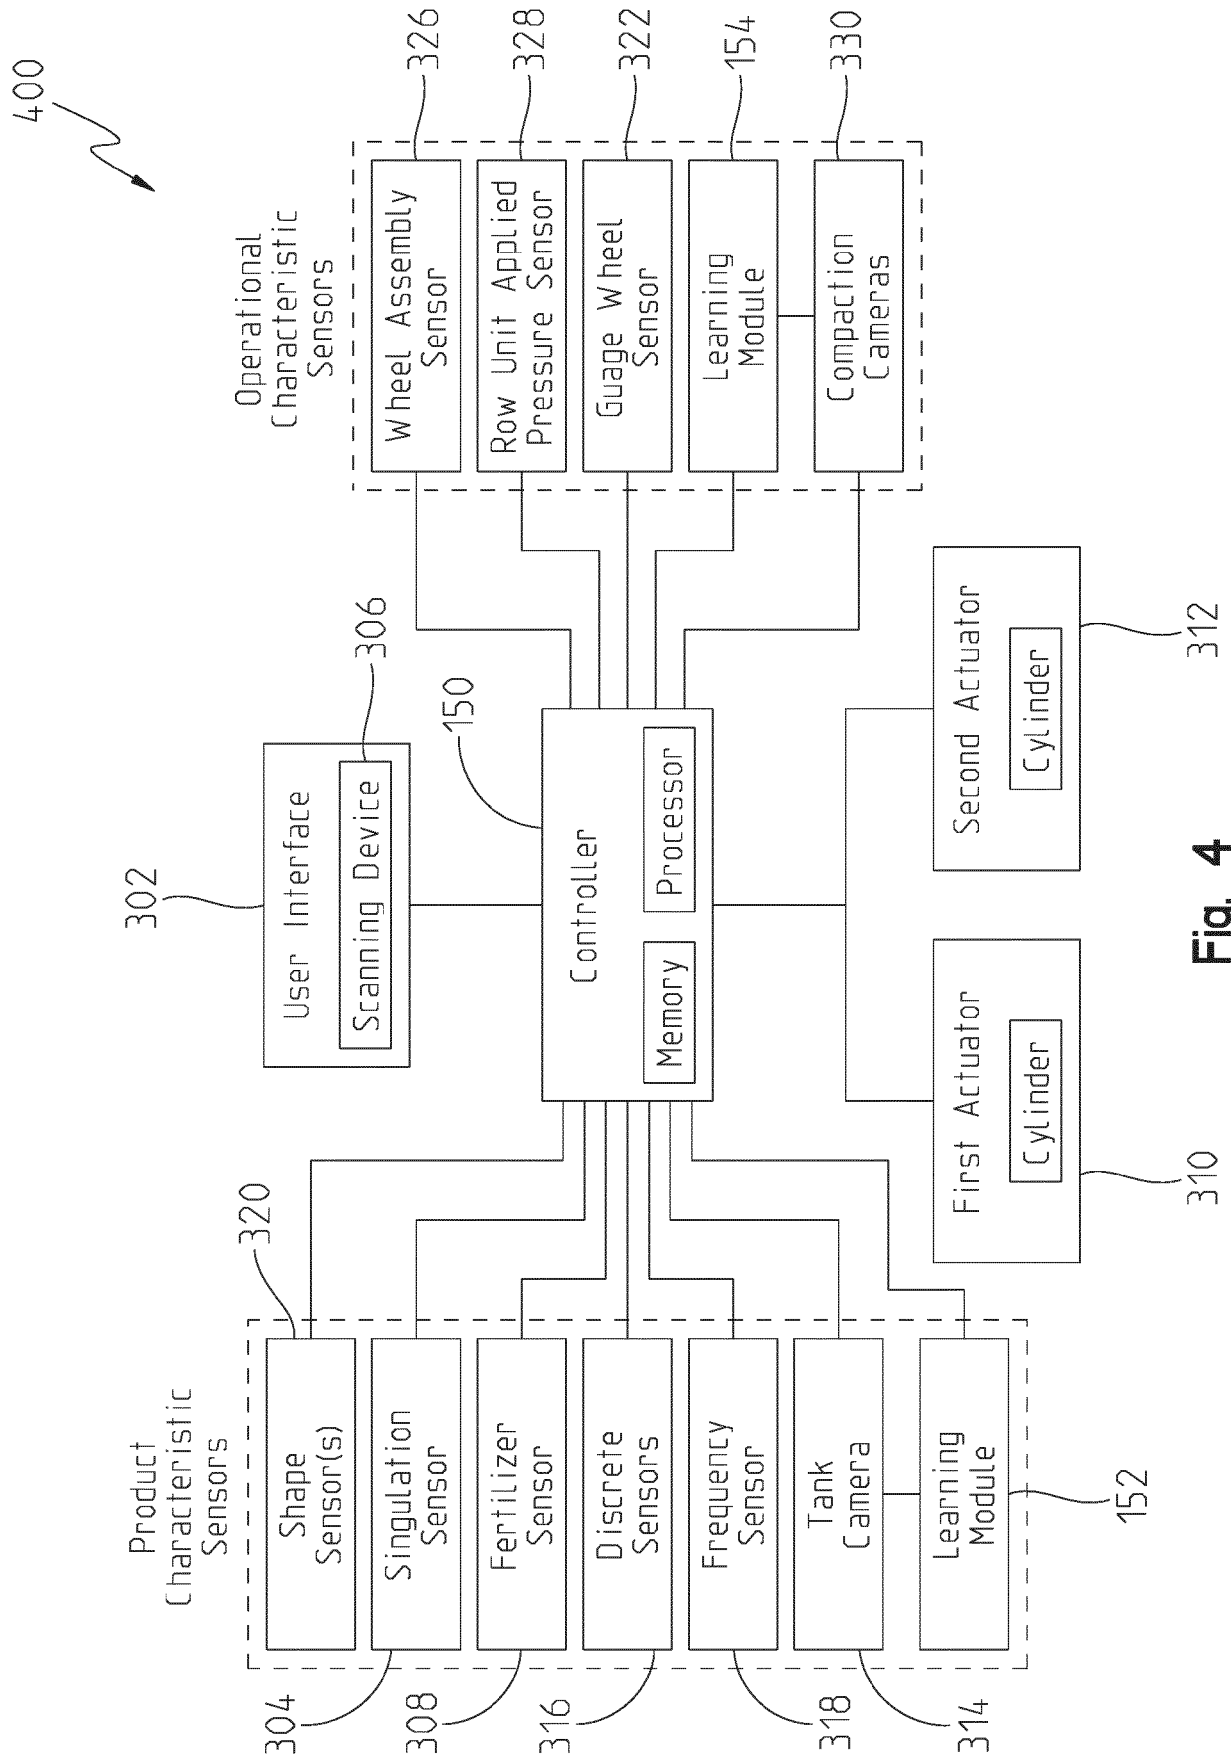 400
Product
Characteristic
Sensors
320
Shape
Sensor(s)
304
Singulation
Sensor
308
Fertilizer
Sensor
316
Discrete
Sensors
318
Frequency
Sensor
314
Tank
Camera
Learning
Module
152
302
User Interface
Scanning Device
306
150
Controller
Memory
Processor
First Actuator
Cylinder
310
Second Actuator
Cylinder
312
Operational
Characteristic
Sensors
Wheel Assembly
Sensor
326
Row Unit Applied
Pressure Sensor
328
Guage Wheel
Sensor
322
Learning
Module
154
Compaction
Cameras
330
Fig. 4